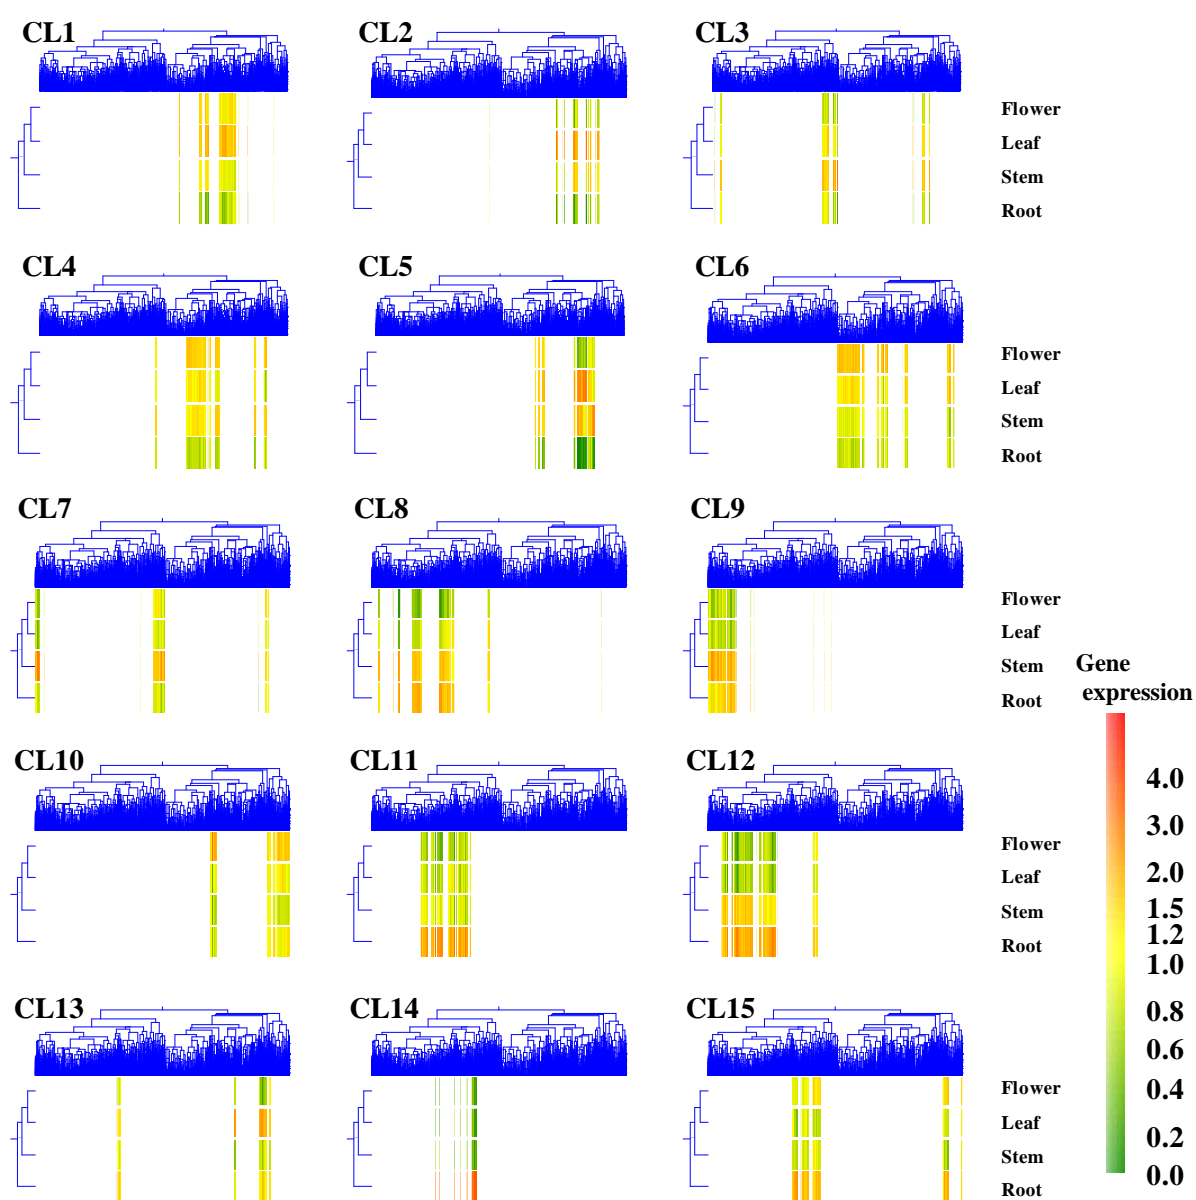 CL1 CL2 CL3
Flower
Leaf
Stem
Root
CL4 CL5 CL6
Flower
Leaf
Stem
Root
CL7 CL8 CL9
Flower
Leaf
Stem
Root
Gene
expression
CL10 CL11 CL12
Flower
Leaf
Stem
Root
4.0
3.0
2.0
1.5
1.2
1.0
0.8
0.6
0.4
0.2
0.0
CL13 CL14 CL15
Flower
Leaf
Stem
Root